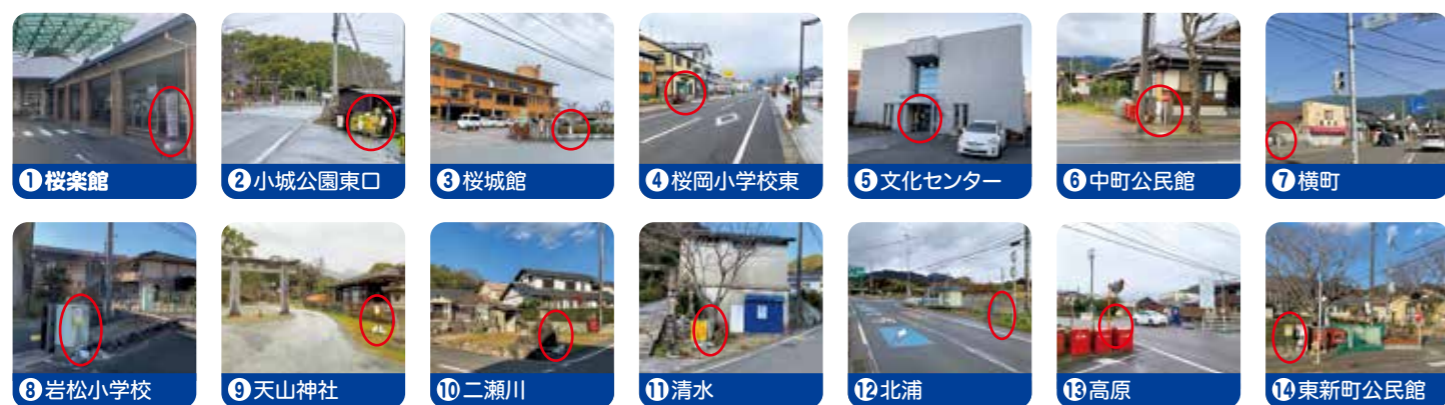 ❶桜楽館
❷小城公園東口
❸桜城館
❹桜岡小学校東
❺文化センター
❻中町公民館
❼横町
❽岩松小学校
❾天山神社
❿二瀬川
⓫清水
⓬北浦
⓭高原
⓮東新町公民館